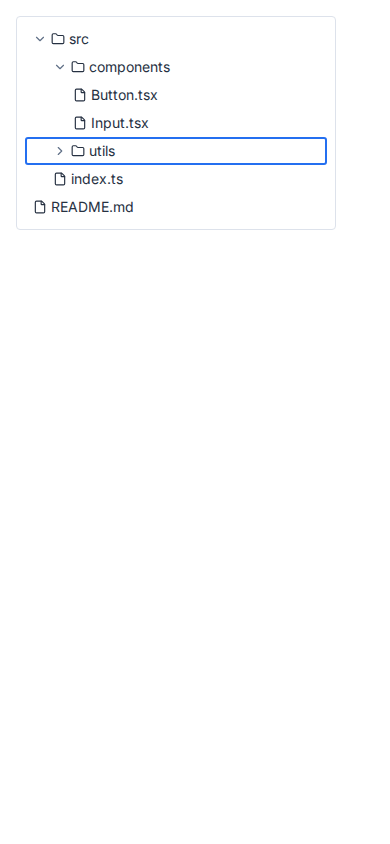 src
components
Button.tsx
Input.tsx
utils
index.ts
README.md